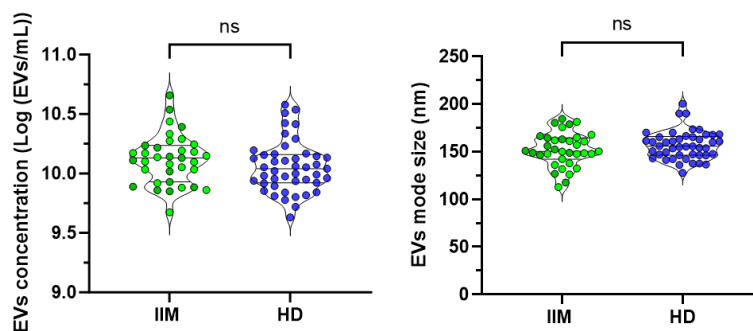 ns
EVs concentration (Log (EVs/mL))
11.0
10.5
10.0
9.5
9.0
IIM
HD
ns
EVs mode size (nm)
250
200
150
100
50
0
IIM
HD